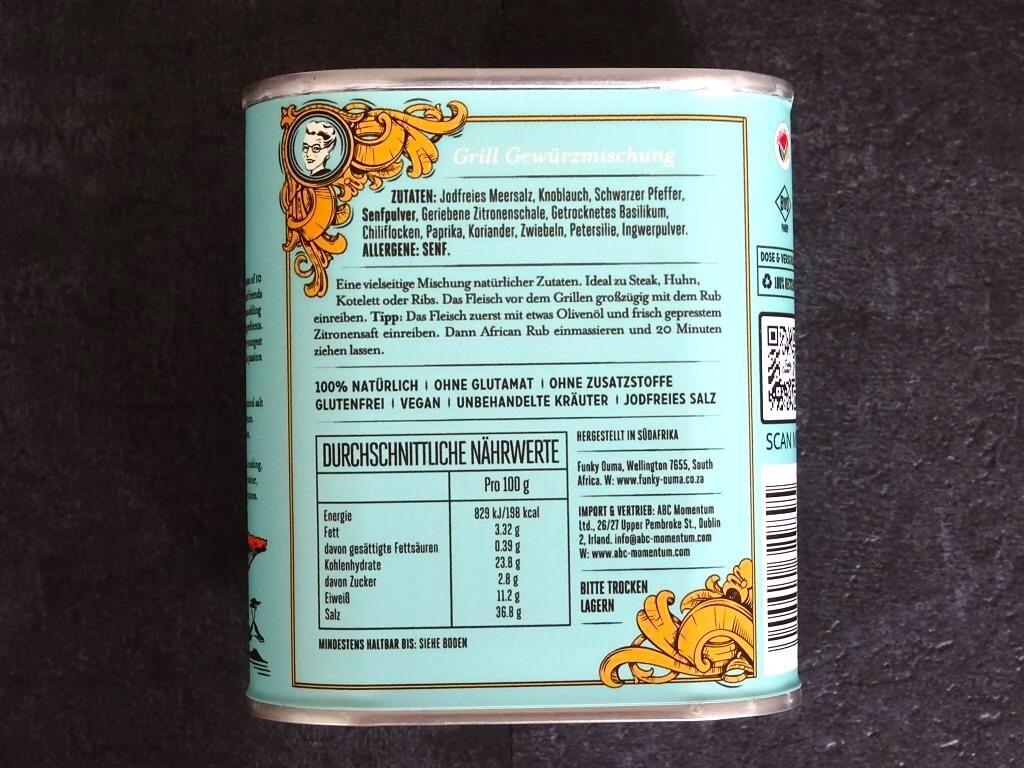 Grill Gewürzmischung
ZUTATEN: Jodfreies Meersalz, Knoblauch, Schwarzer Pfeffer,
Senfpulver, Geriebene Zitronenschale, Getrocknetes Basilikum,
Chiliflocken, Paprika, Koriander, Zwiebeln, Petersilie, Ingwerpulver.
ALLERGENE: SENF.
Eine vielseitige Mischung natürlicher Zutaten. Ideal zu Steak, Huhn,
Kotelett oder Ribs. Das Fleisch vor dem Grillen großzügig mit dem Rub
einreiben. Tipp: Das Fleisch zuerst mit etwas Olivenöl und frisch gepresstem
Zitronensaft einreiben. Dann African Rub einmassieren und 20 Minuten
ziehen lassen.
100% NATÜRLICH | OHNE GLUTAMAT | OHNE ZUSATZSTOFFE
GLUTENFREI | VEGAN | UNBEHANDELTE KRÄUTER | JODFREIES SALZ
DURCHSCHNITTLICHE NÄHRWERTE
Pro 100 g
Energie 829 kJ/198 kcal
Fett 3.32 g
davon gesättigte Fettsäuren 0.39 g
Kohlenhydrate 23.8 g
davon Zucker 2.8 g
Eiweiß 11.2 g
Salz 36.8 g
MINDESTENS HALTBAR BIS: SIEHE BODEN
HERGESTELLT IN SÜDAFRIKA
Funky Ouma, Wellington 7655, South
Africa. W: www.funky-ouma.co.za
IMPORT & VERTRIEB: ABC Momentum
Ltd., 26/27 Upper Pembroke St., Dublin
2, Irland. info@abc-momentum.com
W: www.abc-momentum.com
BITTE TROCKEN
LAGERN
DOSE &
100%
SCAN